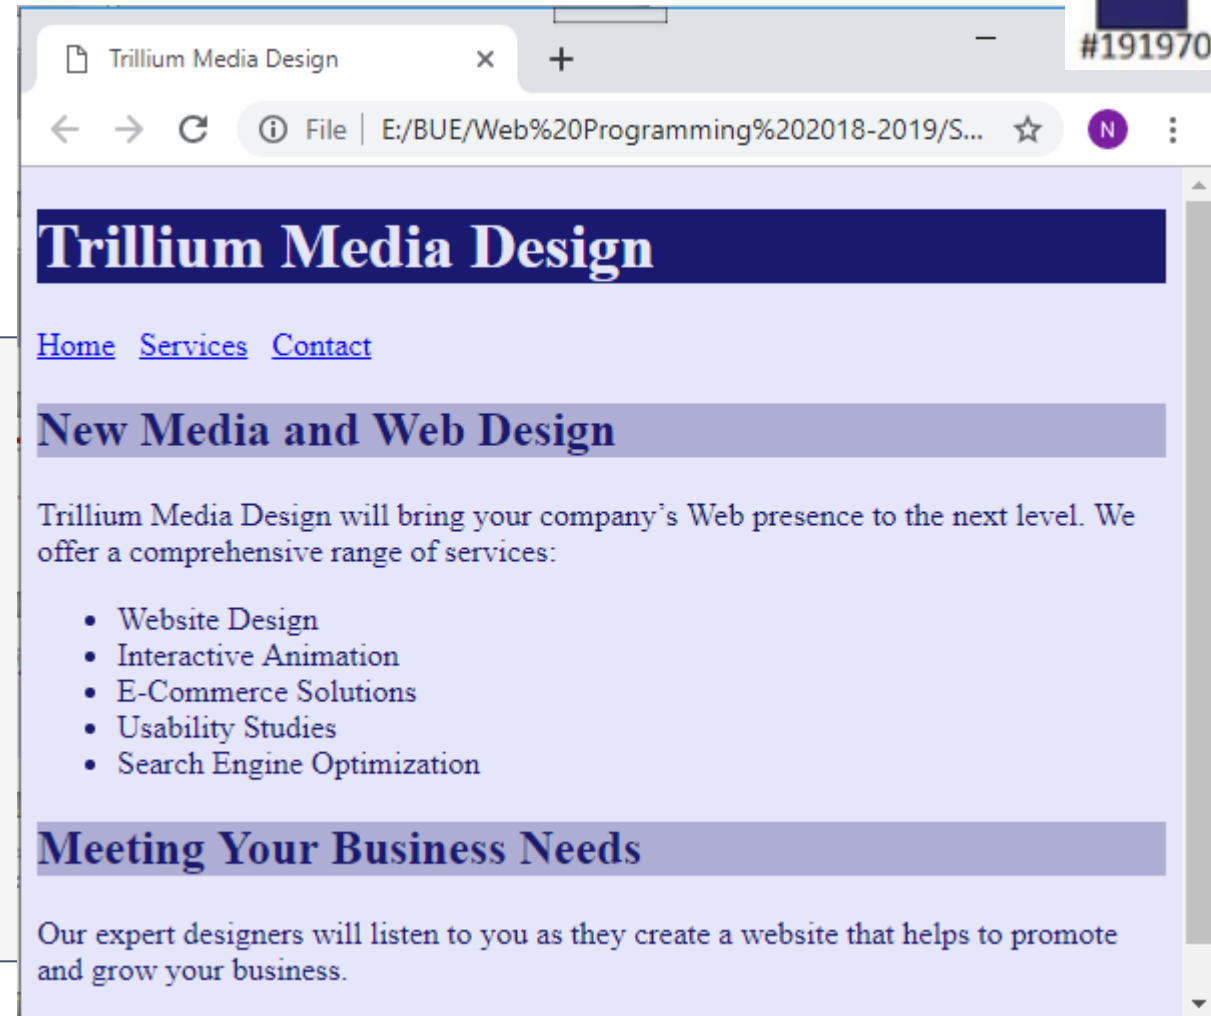 #191970
Trillium Media Design
File
E:/BUE/Web%20Programming%202018-2019/S...
N
Trillium Media Design
Home Services Contact
New Media and Web Design
Trillium Media Design will bring your company’s Web presence to the next level. We
offer a comprehensive range of services:
• Website Design
• Interactive Animation
• E-Commerce Solutions
• Usability Studies
• Search Engine Optimization
Meeting Your Business Needs
Our expert designers will listen to you as they create a website that helps to promote
and grow your business.